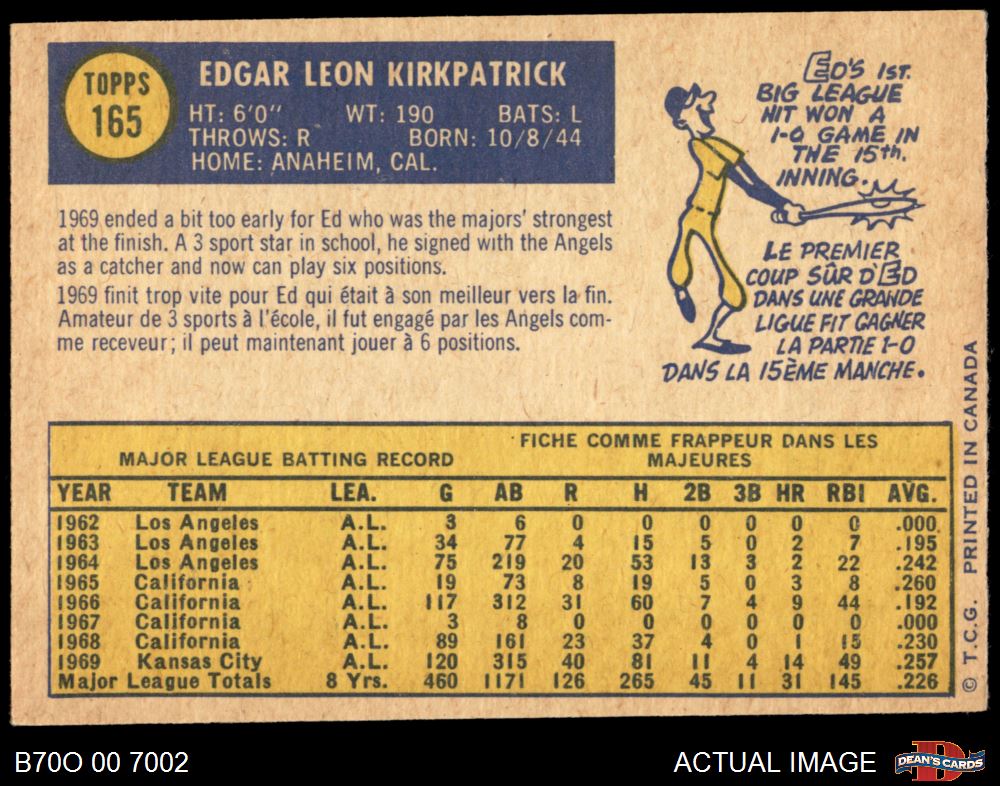 TOPPS
165
EDGAR LEON KIRKPATRICK
HT: 6'0" WT: 190 BATS: L
THROWS: R BORN: 10/8/44
HOME: ANAHEIM, CAL.
1969 ended a bit too early for Ed who was the majors' strongest
at the finish. A 3 sport star in school, he signed with the Angels
as a catcher and now can play six positions.
1969 finit trop vite pour Ed qui était à son meilleur vers la fin.
Amateur de 3 sports à l'école, il fut engagé par les Angels com-
me receveur; il peut maintenant jouer à 6 positions.
ED'S 1ST.
BIG LEAGUE
HIT WON A
1-0 GAME IN
THE 15th.
INNING.
LE PREMIER
COUP SÛR D'ED
DANS UNE GRANDE
LIGUE FIT GAGNER
LA PARTIE 1-0
DANS LA 15ÈME MANCHE.
MAJOR LEAGUE BATTING RECORD
FICHE COMME FRAPPEUR DANS LES
MAJEURES
YEAR TEAM LEA. G AB R H 2B 3B HR RBI AVG.
1962 Los Angeles A.L. 3 6 0 0 0 0 0 0 .000
1963 Los Angeles A.L. 34 77 4 15 5 0 2 7 .195
1964 Los Angeles A.L. 75 219 20 53 13 3 2 22 .242
1965 California A.L. 19 73 8 19 5 0 3 8 .260
1966 California A.L. 117 312 31 60 7 4 9 44 .192
1967 California A.L. 3 8 0 0 0 0 0 0 .000
1968 California A.L. 89 161 23 37 4 0 1 15 .230
1969 Kansas City A.L. 120 315 40 81 11 4 14 49 .257
Major League Totals 8 Yrs. 460 1171 126 265 45 11 31 145 .226
© T.C.G. PRINTED IN CANADA
B70O 00 7002
ACTUAL IMAGE
D
DEAN'S CARDS